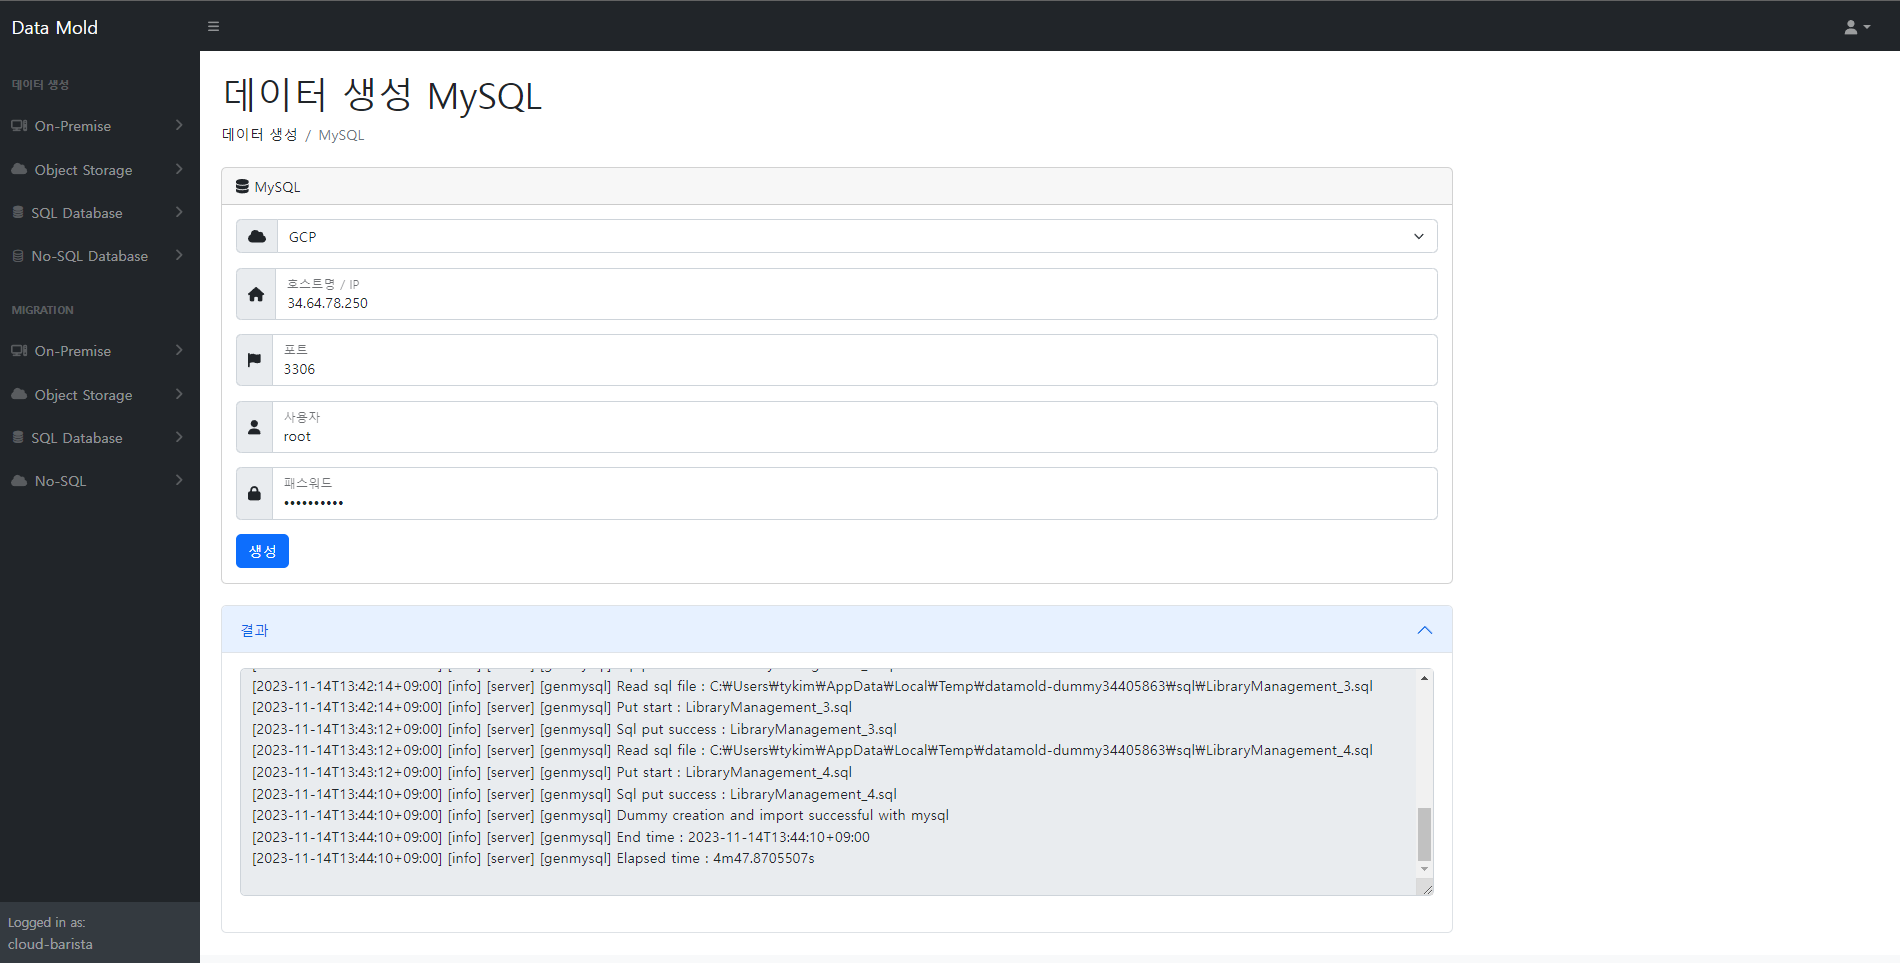 Data Mold
데이터 생성
On-Premise
Object Storage
SQL Database
No-SQL Database
MIGRATION
On-Premise
Object Storage
SQL Database
No-SQL
Logged in as:
cloud-barista
데이터 생성 MySQL
데이터 생성 / MySQL
MySQL
GCP
호스트명 / IP
34.64.78.250
포트
3306
사용자
root
패스워드
••••••••••
생성
결과
[2023-11-14T13:42:14+09:00] [info] [server] [genmysql] Read sql file : C:₩Users₩tykim₩AppData₩Local₩Temp₩datamold-dummy34405863₩sql₩LibraryManagement_3.sql
[2023-11-14T13:42:14+09:00] [info] [server] [genmysql] Put start : LibraryManagement_3.sql
[2023-11-14T13:43:12+09:00] [info] [server] [genmysql] Sql put success : LibraryManagement_3.sql
[2023-11-14T13:43:12+09:00] [info] [server] [genmysql] Read sql file : C:₩Users₩tykim₩AppData₩Local₩Temp₩datamold-dummy34405863₩sql₩LibraryManagement_4.sql
[2023-11-14T13:43:12+09:00] [info] [server] [genmysql] Put start : LibraryManagement_4.sql
[2023-11-14T13:44:10+09:00] [info] [server] [genmysql] Sql put success : LibraryManagement_4.sql
[2023-11-14T13:44:10+09:00] [info] [server] [genmysql] Dummy creation and import successful with mysql
[2023-11-14T13:44:10+09:00] [info] [server] [genmysql] End time : 2023-11-14T13:44:10+09:00
[2023-11-14T13:44:10+09:00] [info] [server] [genmysql] Elapsed time : 4m47.8705507s